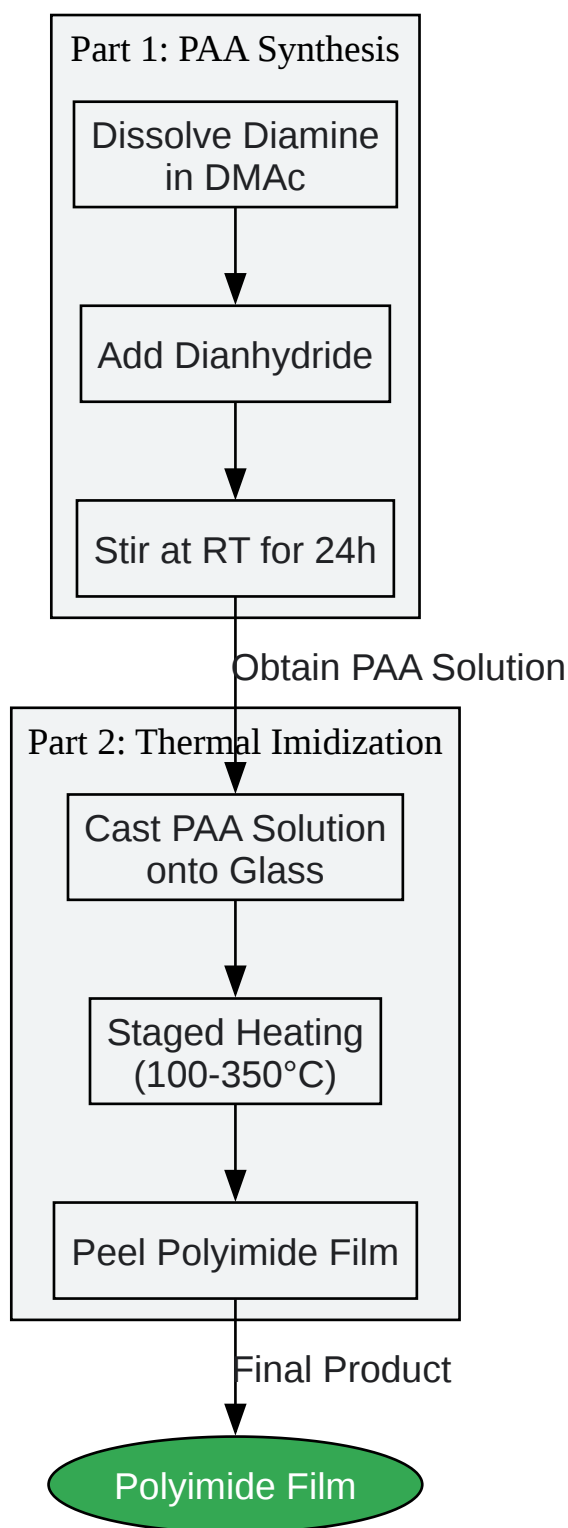 Part 1: PAA Synthesis
Dissolve Diamine
in DMAc
Add Dianhydride
Stir at RT for 24h
Obtain PAA Solution
Part 2: Thermal Imidization
Cast PAA Solution
onto Glass
Staged Heating
(100-350°C)
Peel Polyimide Film
Final Product
Polyimide Film